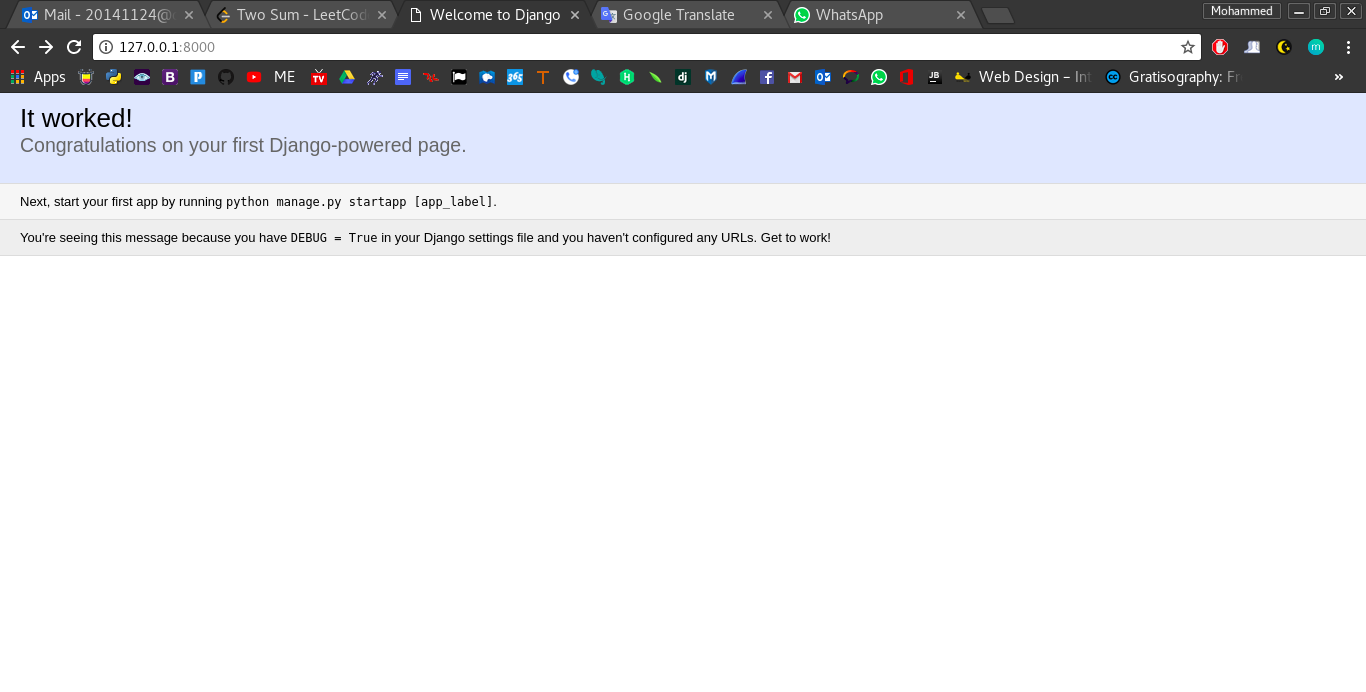 Mail - 20141124@
Two Sum - LeetCod
Welcome to Django
Google Translate
WhatsApp
Mohammed
127.0.0.1:8000
Apps
ME
Web Design – Int
Gratisography: Fr
It worked!
Congratulations on your first Django-powered page.
Next, start your first app by running python manage.py startapp [app_label].
You're seeing this message because you have DEBUG = True in your Django settings file and you haven't configured any URLs. Get to work!